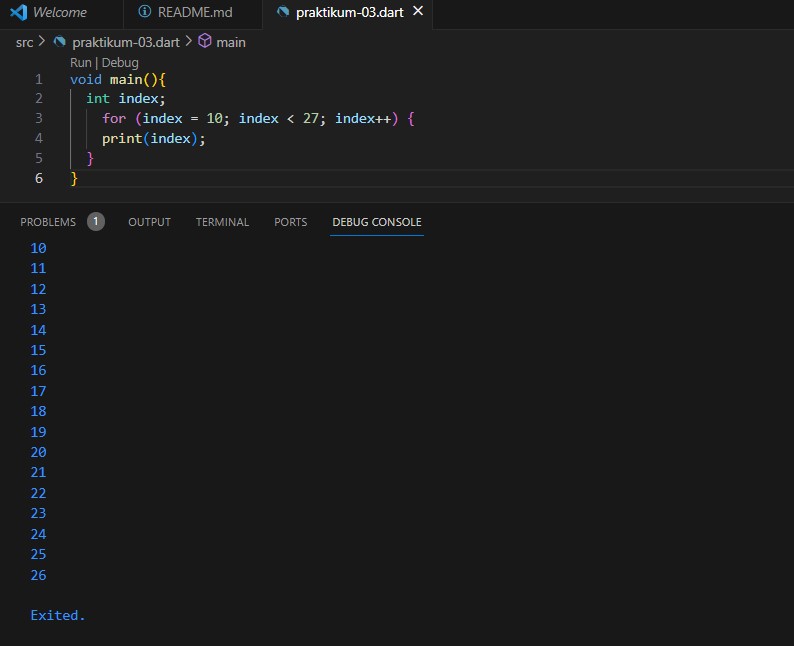 Welcome README.md praktikum-03.dart
src > praktikum-03.dart > main
Run | Debug
1 void main(){
2 int index;
3 for (index = 10; index < 27; index++) {
4 print(index);
5 }
6 }
PROBLEMS 1 OUTPUT TERMINAL PORTS DEBUG CONSOLE
10
11
12
13
14
15
16
17
18
19
20
21
22
23
24
25
26
Exited.